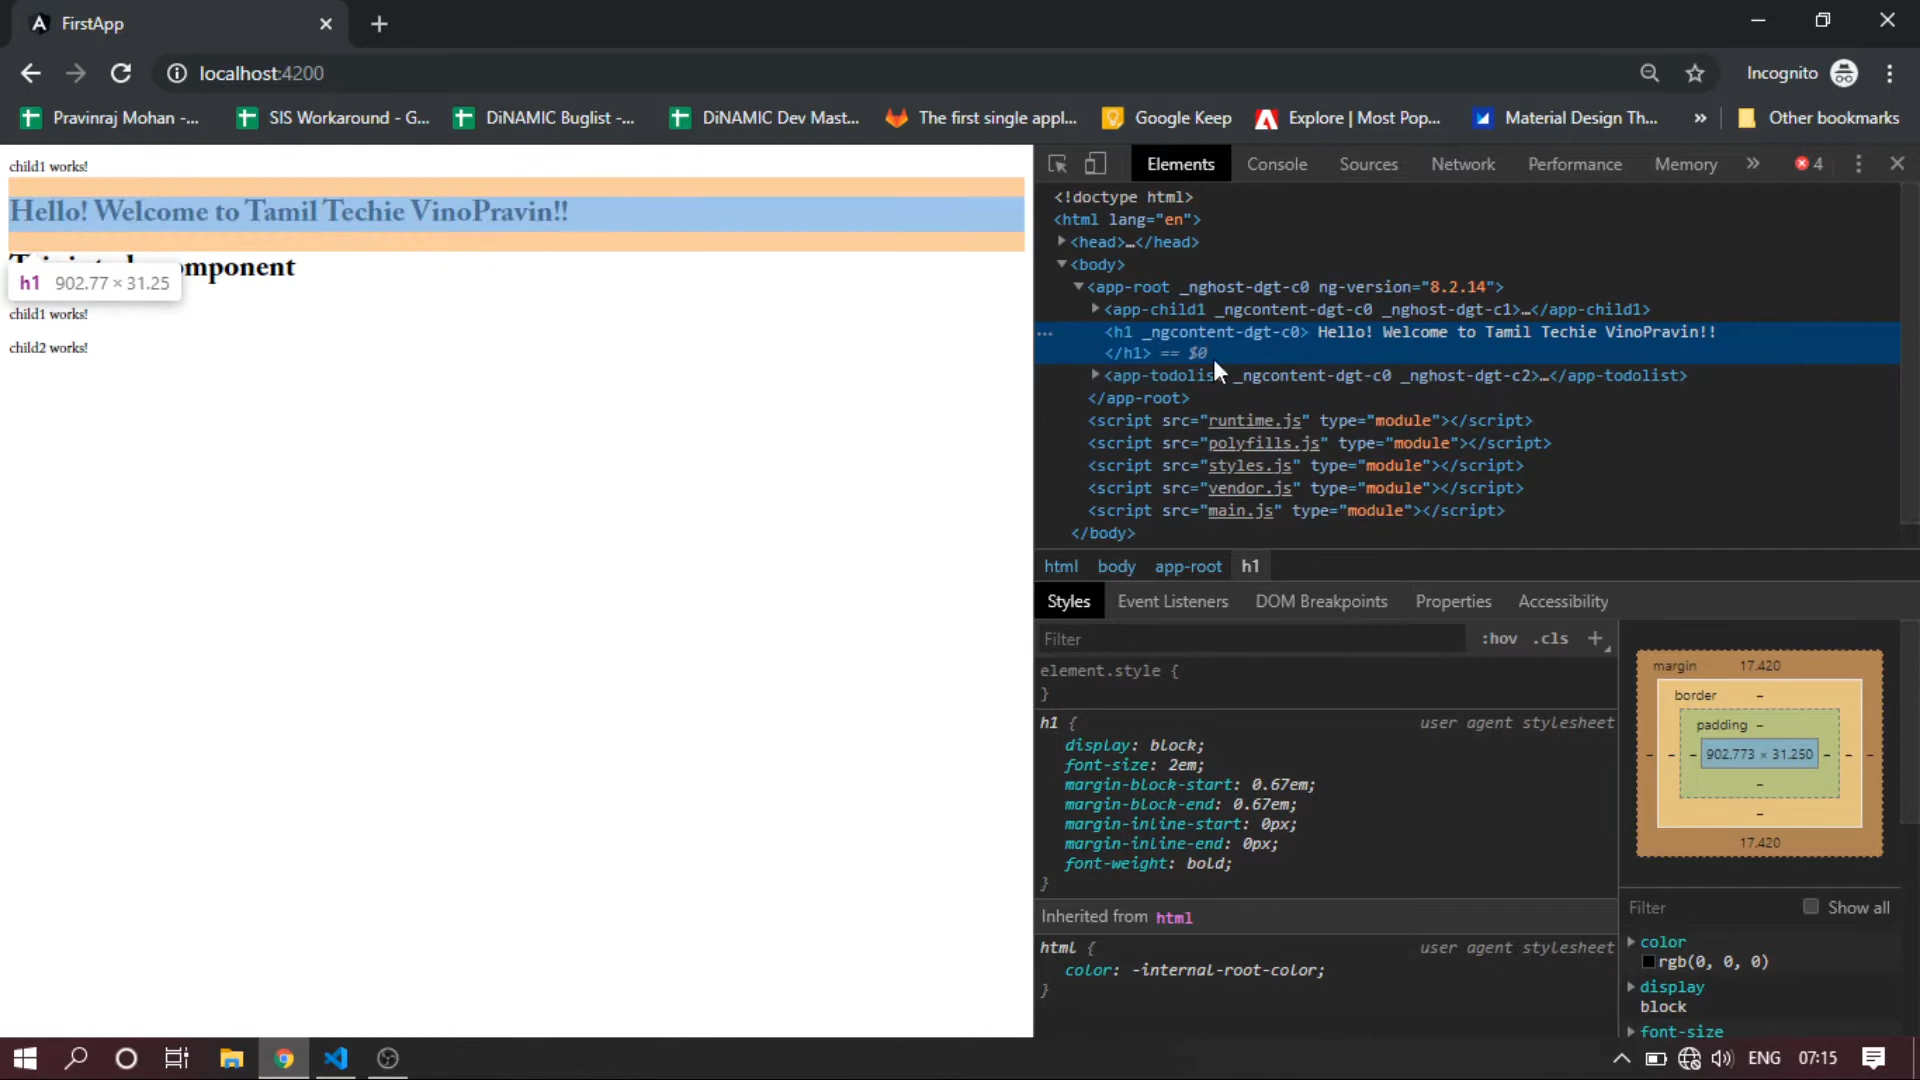 FirstApp
localhost:4200
Incognito
Pravinraj Mohan -...
SIS Workaround - G...
DiNAMIC Buglist -...
DiNAMIC Dev Mast...
The first single appl...
Google Keep
Explore | Most Pop...
Material Design Th...
»
Other bookmarks
child1 works!
Hello! Welcome to Tamil Techie VinoPravin!!
mponent
h1 902.77 × 31.25
child1 works!
child2 works!
Elements Console Sources Network Performance Memory » 4
<!doctype html>
<html lang="en">
<head>…</head>
<body>
<app-root _nghost-dgt-c0 ng-version="8.2.14">
<app-child1 _ngcontent-dgt-c0 _nghost-dgt-c1>…</app-child1>
<h1 _ngcontent-dgt-c0> Hello! Welcome to Tamil Techie VinoPravin!!
</h1> == $0
<app-todolist _ngcontent-dgt-c0 _nghost-dgt-c2>…</app-todolist>
</app-root>
<script src="runtime.js" type="module"></script>
<script src="polyfills.js" type="module"></script>
<script src="styles.js" type="module"></script>
<script src="vendor.js" type="module"></script>
<script src="main.js" type="module"></script>
</body>
html body app-root h1
Styles Event Listeners DOM Breakpoints Properties Accessibility
Filter :hov .cls +
element.style {
}
h1 { user agent stylesheet
display: block;
font-size: 2em;
margin-block-start: 0.67em;
margin-block-end: 0.67em;
margin-inline-start: 0px;
margin-inline-end: 0px;
font-weight: bold;
}
Inherited from html
html { user agent stylesheet
color: -internal-root-color;
}
margin 17.420
border –
padding –
– – – 902.773 × 31.250 – – –
–
–
17.420
Filter Show all
color
rgb(0, 0, 0)
display
block
font-size
ENG 07:15